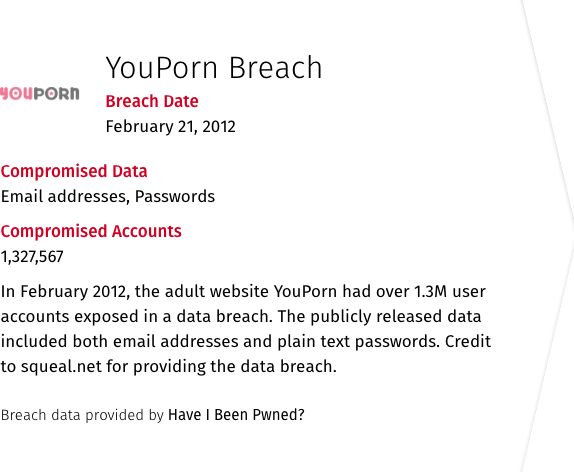 YouPorn Breach
YOUPORN
Breach Date
February 21, 2012
Compromised Data
Email addresses, Passwords
Compromised Accounts
1,327,567
In February 2012, the adult website YouPorn had over 1.3M user
accounts exposed in a data breach. The publicly released data
included both email addresses and plain text passwords. Credit
to squeal.net for providing the data breach.
Breach data provided by Have I Been Pwned?